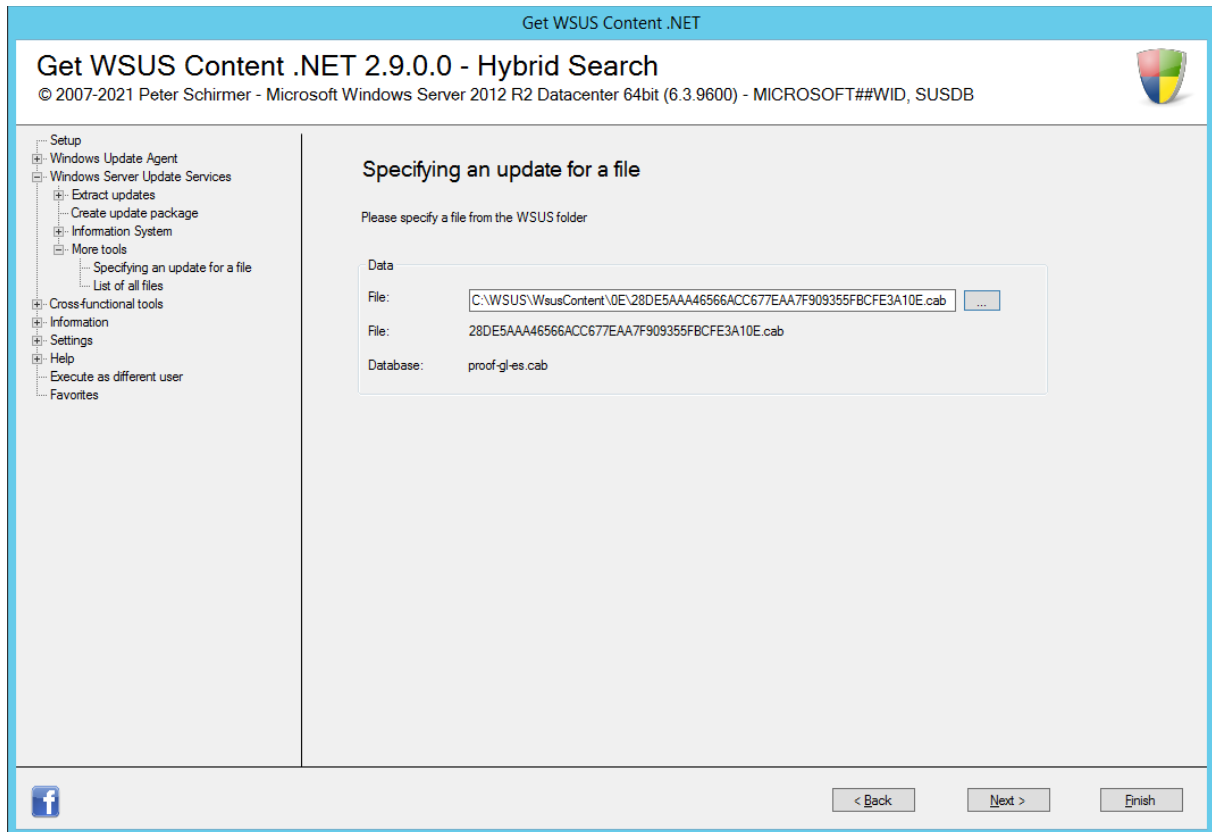 Get WSUS Content .NET
Get WSUS Content .NET 2.9.0.0 - Hybrid Search
© 2007-2021 Peter Schirmer - Microsoft Windows Server 2012 R2 Datacenter 64bit (6.3.9600) - MICROSOFT##WID, SUSDB
Setup
Windows Update Agent
Windows Server Update Services
Extract updates
Create update package
Information System
More tools
Specifying an update for a file
List of all files
Cross-functional tools
Information
Settings
Help
Execute as different user
Favorites
Specifying an update for a file
Please specify a file from the WSUS folder
Data
File: C:\WSUS\WsusContent\0E\28DE5AAA46566ACC677EAA7F909355FBCFE3A10E.cab ...
File: 28DE5AAA46566ACC677EAA7F909355FBCFE3A10E.cab
Database: proof-gl-es.cab
f
< Back Next > Finish